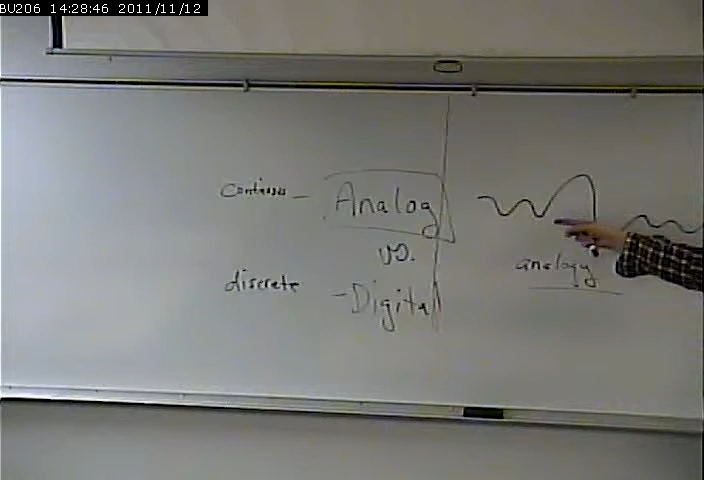 BU206 14:28:46 2011/11/12
Continuous - Analog
vs.
analogy
discrete - Digital